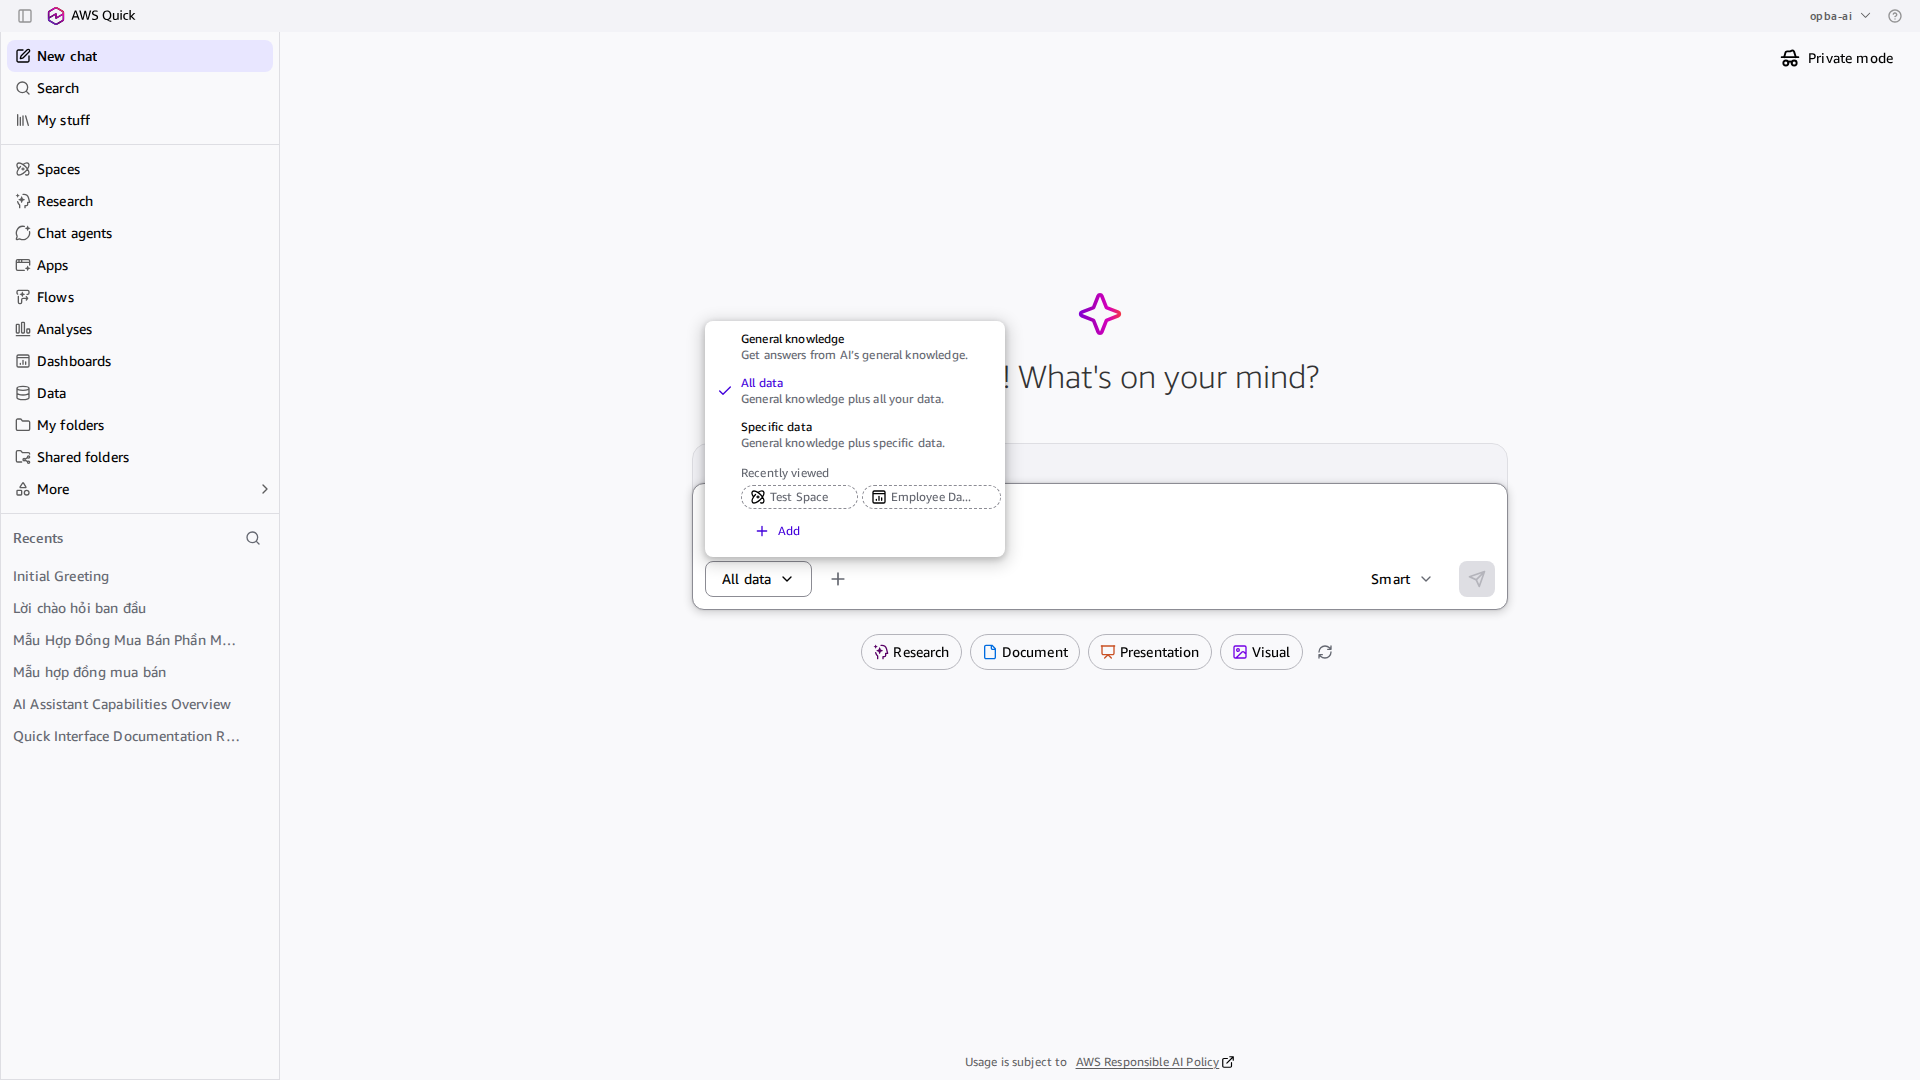 AWS Quick
opba-ai
New chat
Private mode
Search
My stuff
Spaces
Research
Chat agents
Apps
Flows
Analyses
Dashboards
Data
My folders
Shared folders
More
Recents
Initial Greeting
Lời chào hỏi ban đầu
Mẫu Hợp Đồng Mua Bán Phần M...
Mẫu hợp đồng mua bán
AI Assistant Capabilities Overview
Quick Interface Documentation R...
! What's on your mind?
General knowledge
Get answers from AI's general knowledge.
All data
General knowledge plus all your data.
Specific data
General knowledge plus specific data.
Recently viewed
Test Space
Employee Da...
Add
All data
Smart
Research
Document
Presentation
Visual
Usage is subject to AWS Responsible AI Policy